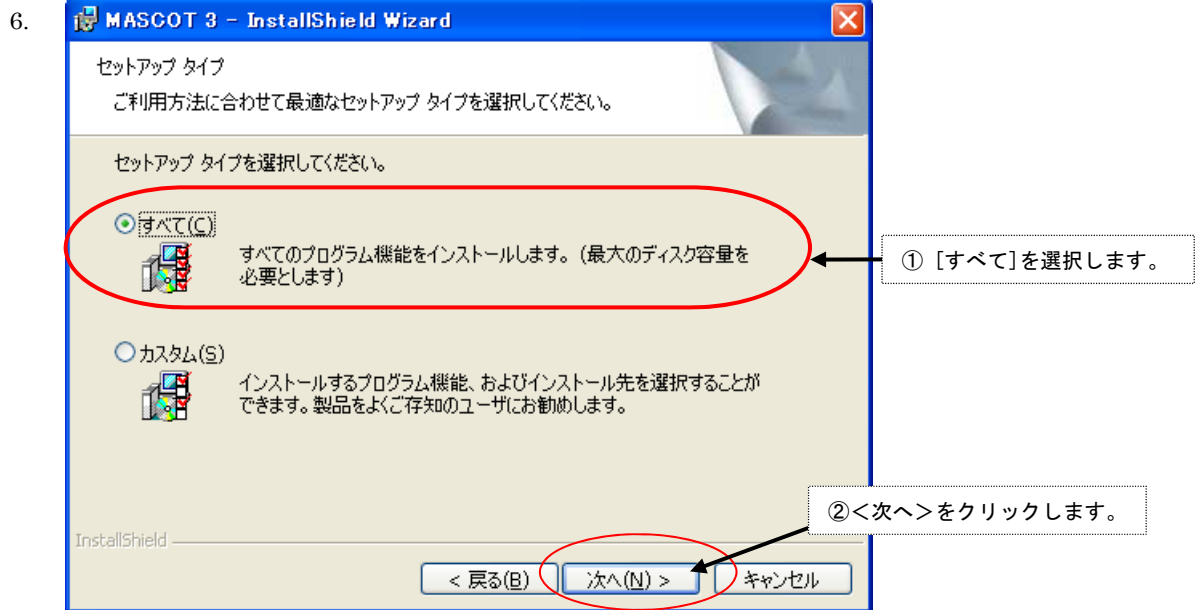 6.
MASCOT 3 - InstallShield Wizard
セットアップ タイプ
ご利用方法に合わせて最適なセットアップ タイプを選択してください。
セットアップ タイプを選択してください。
すべて(C)
すべてのプログラム機能をインストールします。(最大のディスク容量を
必要とします)
① [すべて]を選択します。
カスタム(S)
インストールするプログラム機能、およびインストール先を選択することが
できます。製品をよくご存知のユーザにお勧めします。
②<次へ>をクリックします。
InstallShield
< 戻る(B)
次へ(N) >
キャンセル